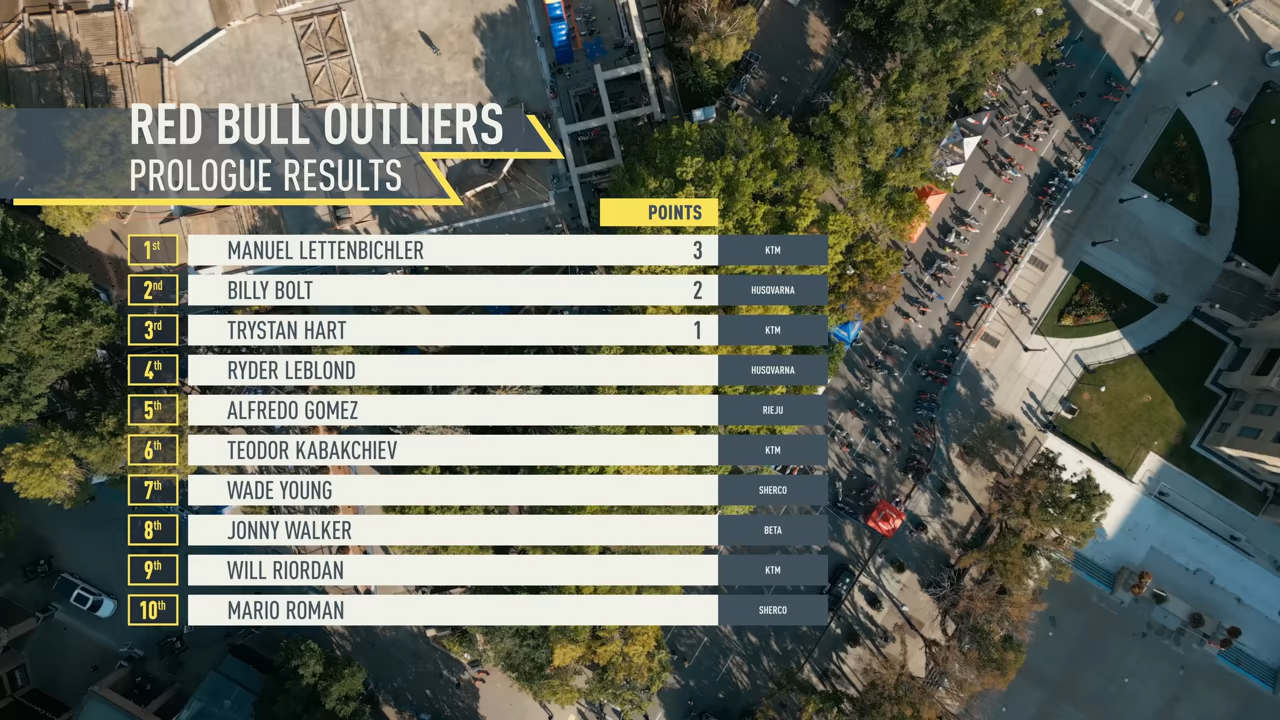 RED BULL OUTLIERS
PROLOGUE RESULTS
POINTS
1st MANUEL LETTENBICHLER 3 KTM
2nd BILLY BOLT 2 HUSQVARNA
3rd TRYSTAN HART 1 KTM
4th RYDER LEBLOND HUSQVARNA
5th ALFREDO GOMEZ RIEJU
6th TEODOR KABAKCHIEV KTM
7th WADE YOUNG SHERCO
8th JONNY WALKER BETA
9th WILL RIORDAN KTM
10th MARIO ROMAN SHERCO